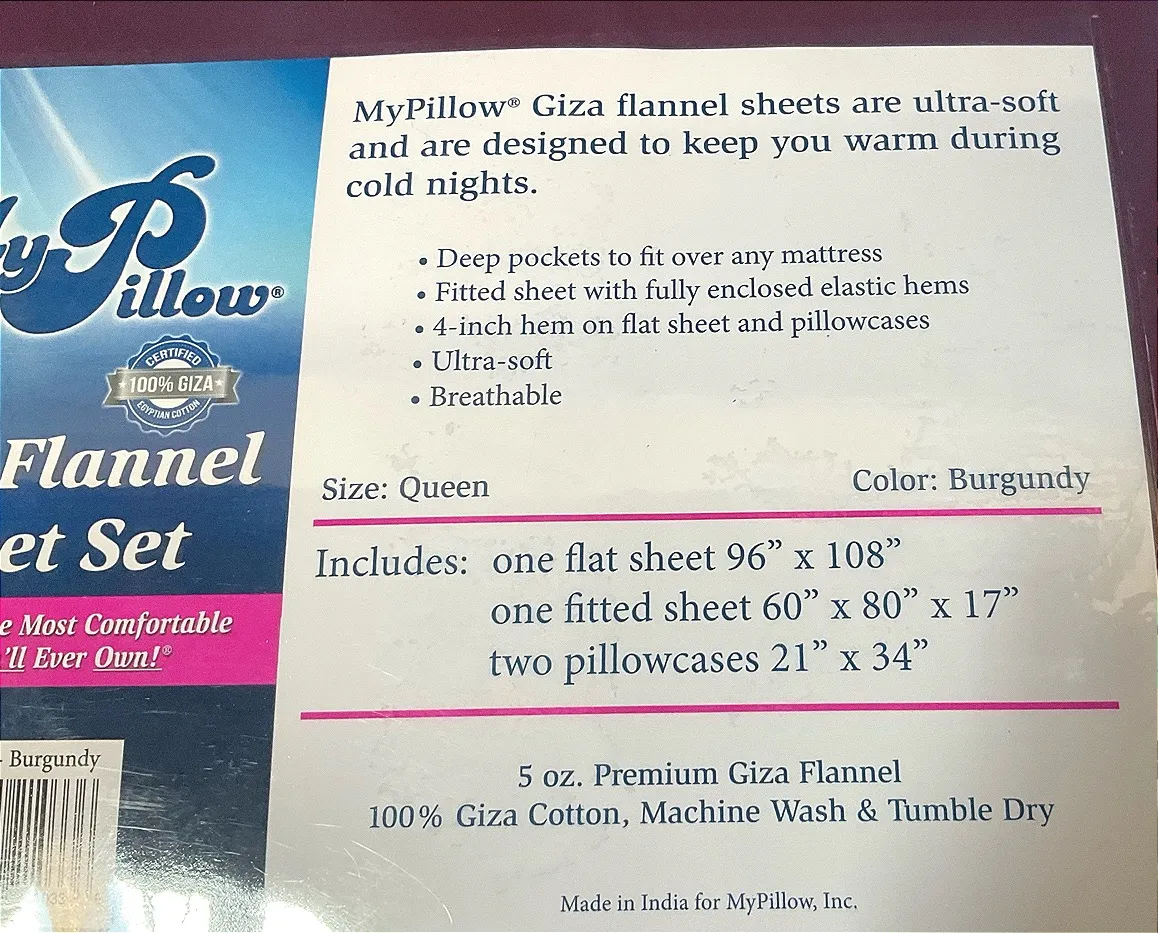 Pillow®
CERTIFIED
100% GIZA
EGYPTIAN COTTON
Flannel
et Set
e Most Comfortable
'll Ever Own!®
- Burgundy
MyPillow® Giza flannel sheets are ultra-soft
and are designed to keep you warm during
cold nights.
• Deep pockets to fit over any mattress
• Fitted sheet with fully enclosed elastic hems
• 4-inch hem on flat sheet and pillowcases
• Ultra-soft
• Breathable
Size: Queen Color: Burgundy
Includes: one flat sheet 96” x 108”
one fitted sheet 60” x 80” x 17”
two pillowcases 21” x 34”
5 oz. Premium Giza Flannel
100% Giza Cotton, Machine Wash & Tumble Dry
Made in India for MyPillow, Inc.